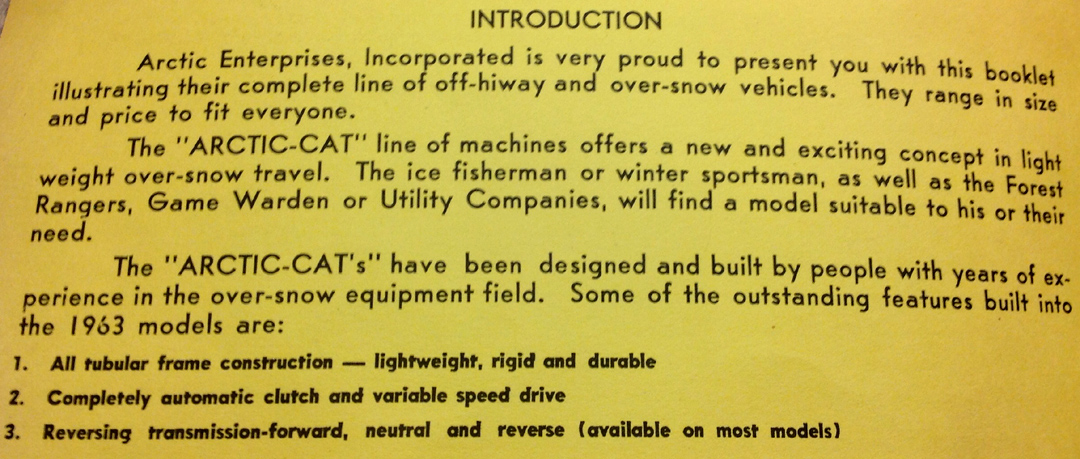 INTRODUCTION
Arctic Enterprises, Incorporated is very proud to present you with this booklet
illustrating their complete line of off-hiway and over-snow vehicles. They range in size
and price to fit everyone.
The "ARCTIC-CAT" line of machines offers a new and exciting concept in light
weight over-snow travel. The ice fisherman or winter sportsman, as well as the Forest
Rangers, Game Warden or Utility Companies, will find a model suitable to his or their
need.
The "ARCTIC-CAT's" have been designed and built by people with years of ex-
perience in the over-snow equipment field. Some of the outstanding features built into
the 1963 models are:
1. All tubular frame construction — lightweight, rigid and durable
2. Completely automatic clutch and variable speed drive
3. Reversing transmission-forward, neutral and reverse (available on most models)